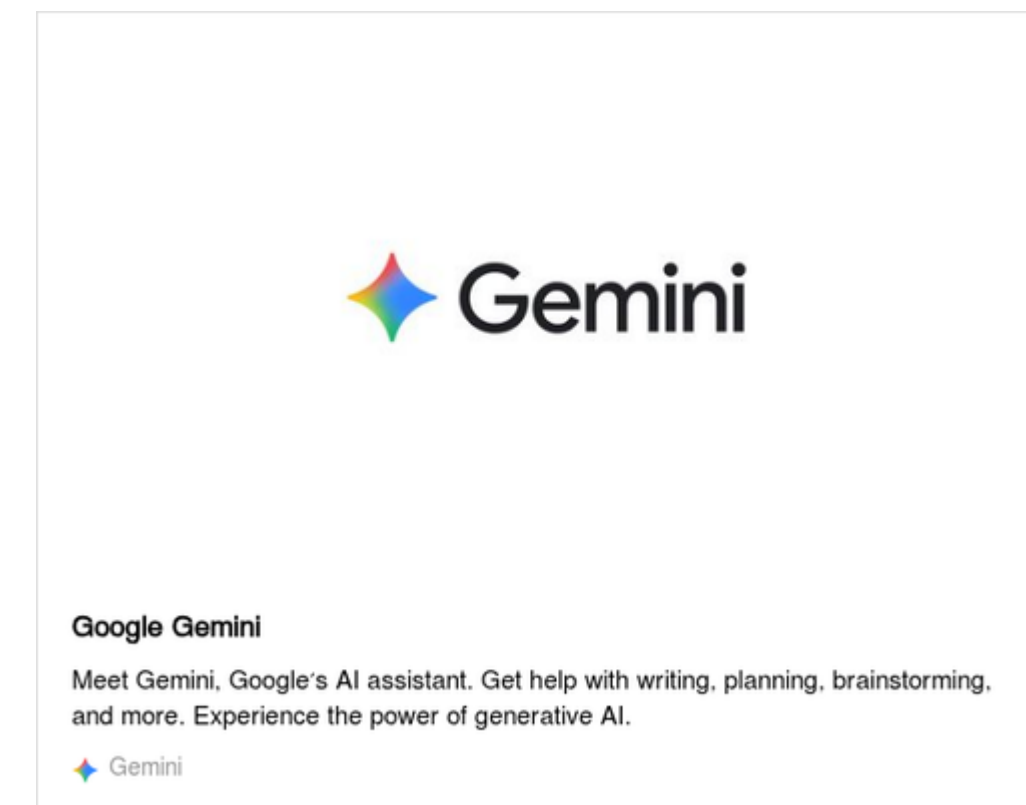 Gemini
Google Gemini
Meet Gemini, Google's AI assistant. Get help with writing, planning, brainstorming,
and more. Experience the power of generative AI.
Gemini